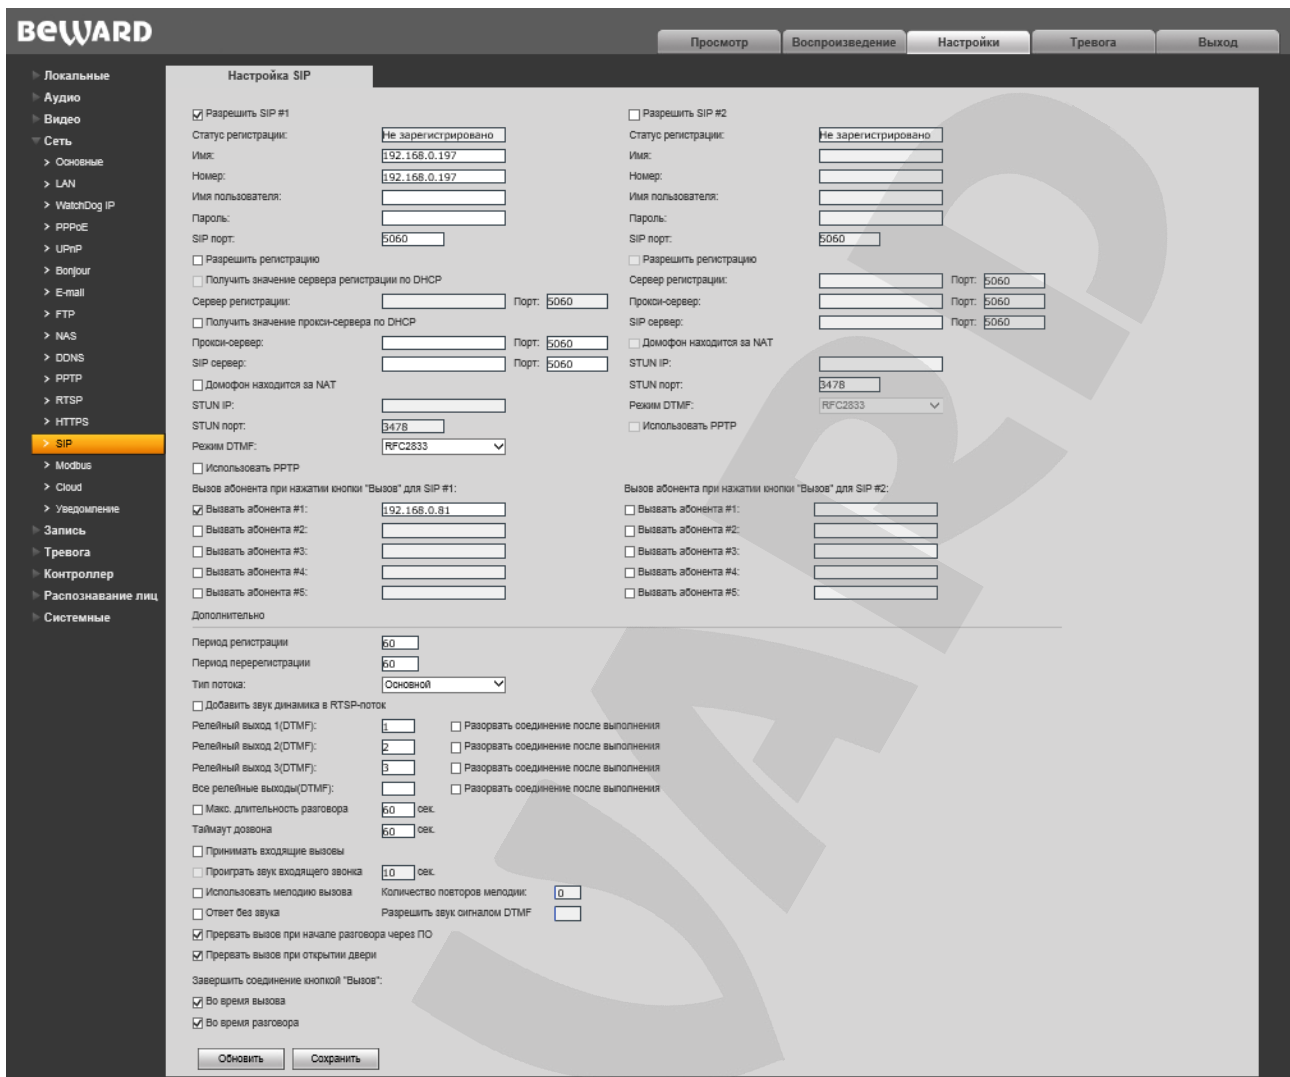 BEWARD
Просмотр
Воспроизведение
Настройки
Тревога
Выход
Локальные
Аудио
Видео
Сеть
Основные
LAN
WatchDog IP
PPPoE
UPnP
Bonjour
E-mail
FTP
NAS
DDNS
PPTP
RTSP
HTTPS
SIP
Modbus
Cloud
Уведомление
Запись
Тревога
Контроллер
Распознавание лиц
Системные
Настройка SIP
Разрешить SIP #1
Статус регистрации: Не зарегистрировано
Имя: 192.168.0.197
Номер: 192.168.0.197
Имя пользователя:
Пароль:
SIP порт: 5060
Разрешить регистрацию
Получить значение сервера регистрации по DHCP
Сервер регистрации: Порт: 5060
Получить значение прокси-сервера по DHCP
Прокси-сервер: Порт: 5060
SIP сервер: Порт: 5060
Домофон находится за NAT
STUN IP:
STUN порт: 3478
Режим DTMF: RFC2833
Использовать PPTP
Разрешить SIP #2
Статус регистрации: Не зарегистрировано
Имя:
Номер:
Имя пользователя:
Пароль:
SIP порт: 5060
Разрешить регистрацию
Сервер регистрации: Порт: 5060
Прокси-сервер: Порт: 5060
SIP сервер: Порт: 5060
Домофон находится за NAT
STUN IP:
STUN порт: 3478
Режим DTMF: RFC2833
Использовать PPTP
Вызов абонента при нажатии кнопки "Вызов" для SIP #1:
Вызвать абонента #1: 192.168.0.81
Вызвать абонента #2:
Вызвать абонента #3:
Вызвать абонента #4:
Вызвать абонента #5:
Вызов абонента при нажатии кнопки "Вызов" для SIP #2:
Вызвать абонента #1:
Вызвать абонента #2:
Вызвать абонента #3:
Вызвать абонента #4:
Вызвать абонента #5:
Дополнительно
Период регистрации 60
Период перерегистрации 60
Тип потока: Основной
Добавить звук динамика в RTSP-поток
Релейный выход 1(DTMF): 1 Разорвать соединение после выполнения
Релейный выход 2(DTMF): 2 Разорвать соединение после выполнения
Релейный выход 3(DTMF): 3 Разорвать соединение после выполнения
Все релейные выходы(DTMF): Разорвать соединение после выполнения
Макс. длительность разговора 60 сек.
Таймаут дозвона 60 сек.
Принимать входящие вызовы
Проиграть звук входящего звонка 10 сек.
Использовать мелодию вызова Количество повторов мелодии: 0
Ответ без звука Разрешить звук сигналом DTMF
Прервать вызов при начале разговора через ПО
Прервать вызов при открытии двери
Завершить соединение кнопкой "Вызов":
Во время вызова
Во время разговора
Обновить Сохранить